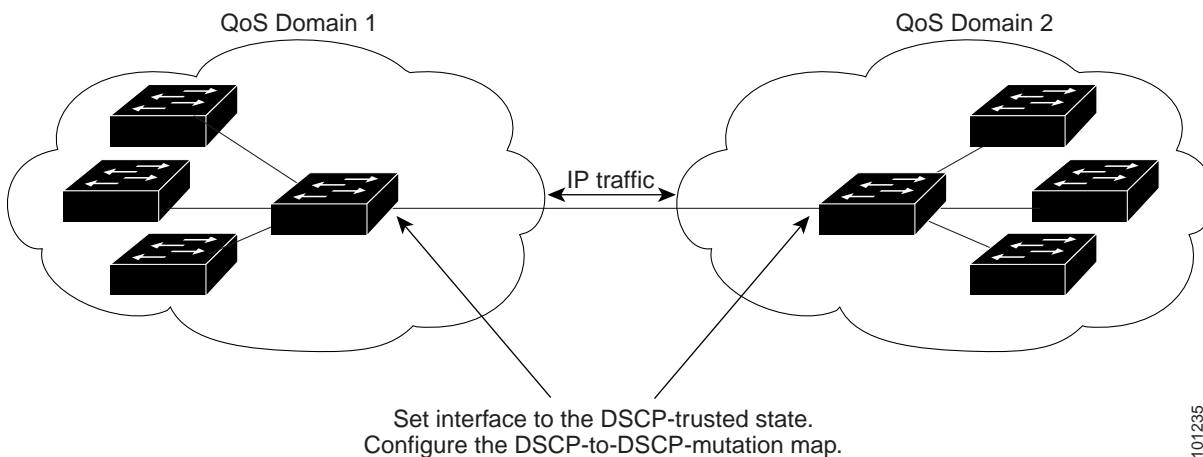 QoS Domain 1
QoS Domain 2
IP traffic
Set interface to the DSCP-trusted state.
Configure the DSCP-to-DSCP-mutation map.
101235